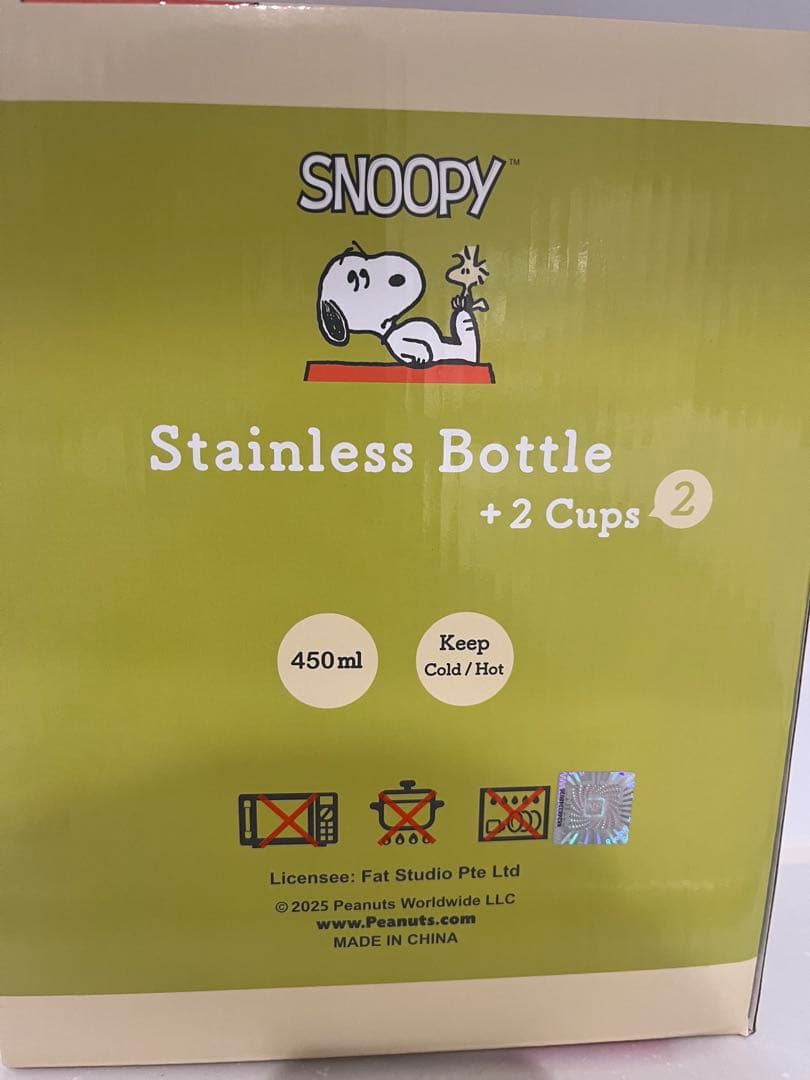 SNOOPY™
Stainless Bottle
+ 2 Cups 2
450ml
Keep
Cold / Hot
Licensee: Fat Studio Pte Ltd
© 2025 Peanuts Worldwide LLC
www.Peanuts.com
MADE IN CHINA